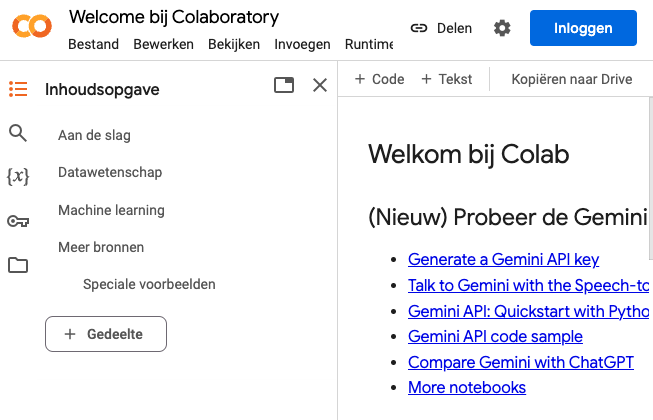 Welcome bij Colaboratory
Bestand Bewerken Bekijken Invoegen Runtime
Delen
Inloggen
Inhoudsopgave
Aan de slag
Datawetenschap
Machine learning
Meer bronnen
Speciale voorbeelden
+ Gedeelte
+ Code + Tekst Kopiëren naar Drive
Welkom bij Colab
(Nieuw) Probeer de Gemini
• Generate a Gemini API key
• Talk to Gemini with the Speech-to
• Gemini API: Quickstart with Pytho
• Gemini API code sample
• Compare Gemini with ChatGPT
• More notebooks